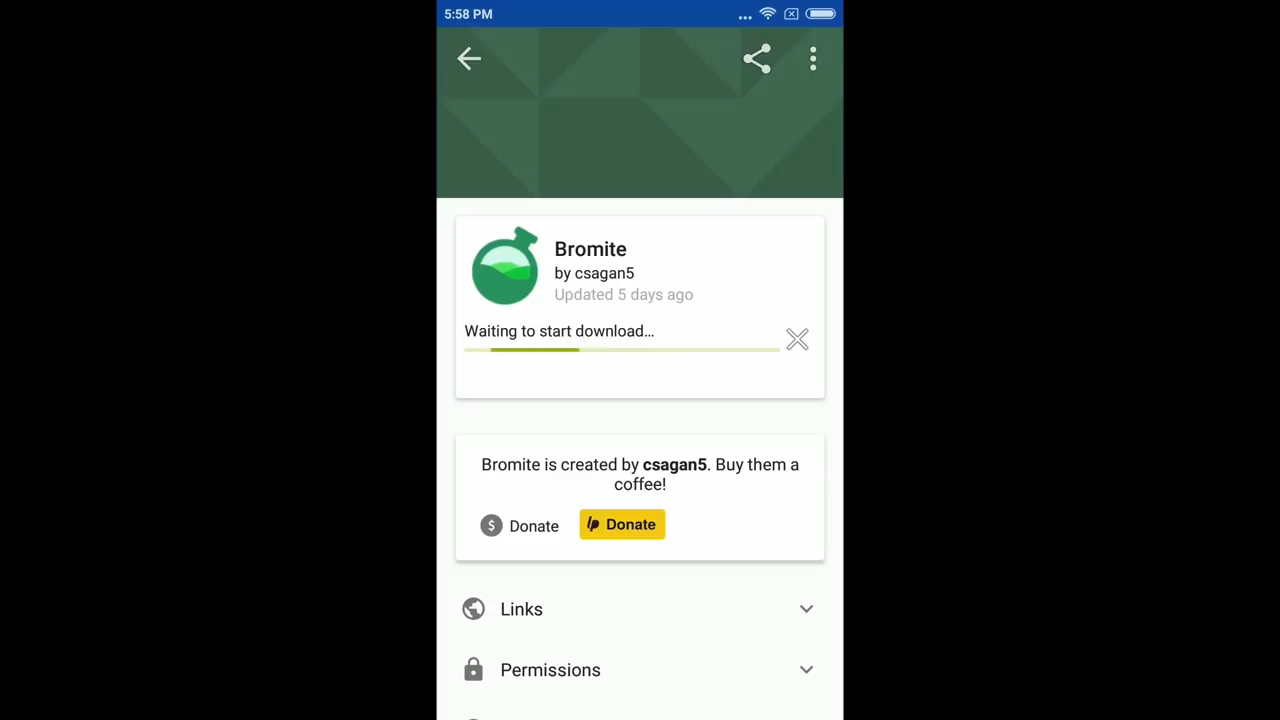 5:58 PM
Bromite
by csagan5
Updated 5 days ago
Waiting to start download...
Bromite is created by csagan5. Buy them a
coffee!
$ Donate
lp Donate
Links
Permissions